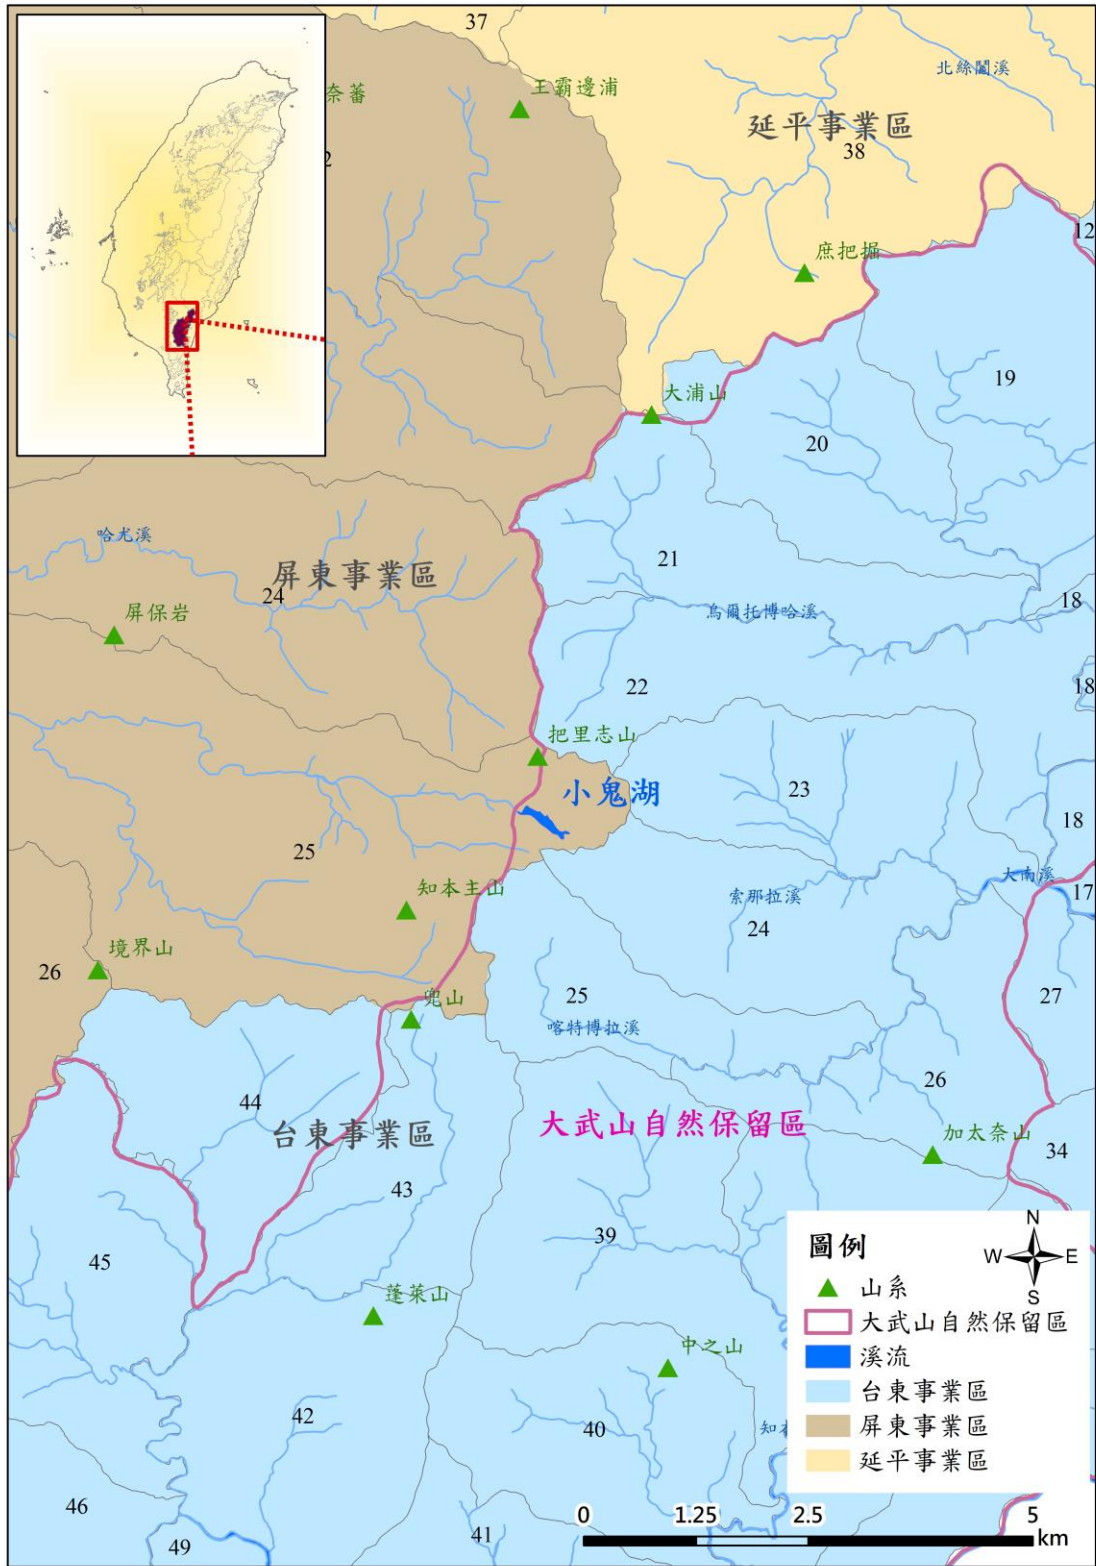 37
北絲鬮溪
奈蕃
王霸邊浦
延平事業區
38
2
12
庶把掘
19
大浦山
20
哈尤溪
21
屏東事業區
24
18
烏爾托博哈溪
屏保岩
22
18
把里志山
小鬼湖
23
18
25
大南溪
17
知本主山
索那拉溪
24
境界山
26
兜山
25
27
喀特博拉溪
26
44
大武山自然保留區
台東事業區
加太奈山
34
43
39
45
圖例
N
W
E
S
山系
蓬萊山
大武山自然保留區
中之山
溪流
台東事業區
42
40
知本
屏東事業區
延平事業區
46
0
1.25
2.5
5
km
41
49